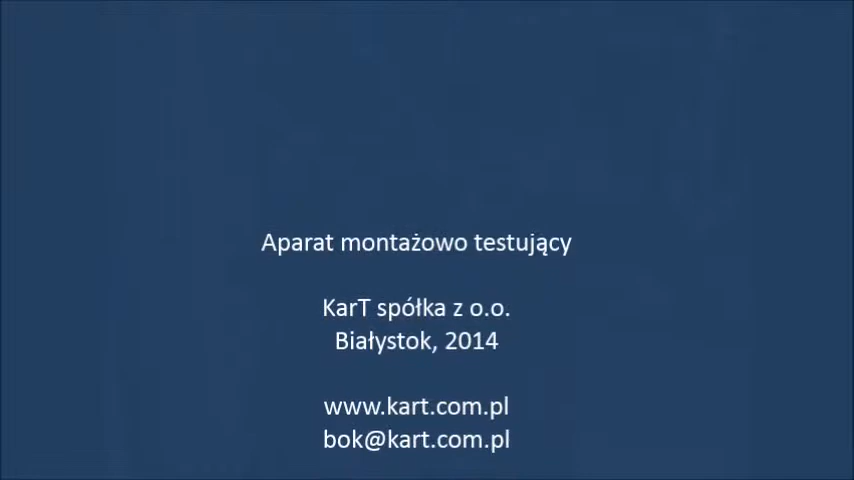 Aparat montażowo testujący
KarT spółka z o.o.
Białystok, 2014
www.kart.com.pl
bok@kart.com.pl